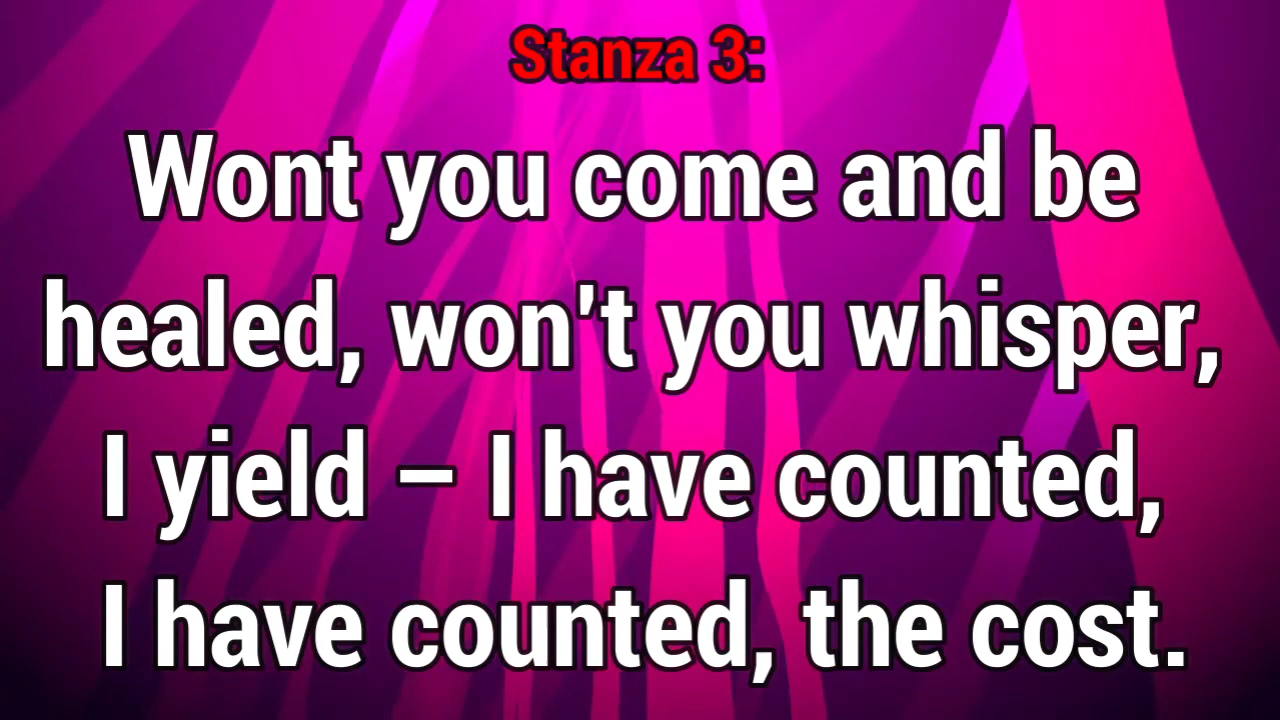 Stanza 3:
Wont you come and be
healed, won't you whisper,
I yield – I have counted,
I have counted, the cost.